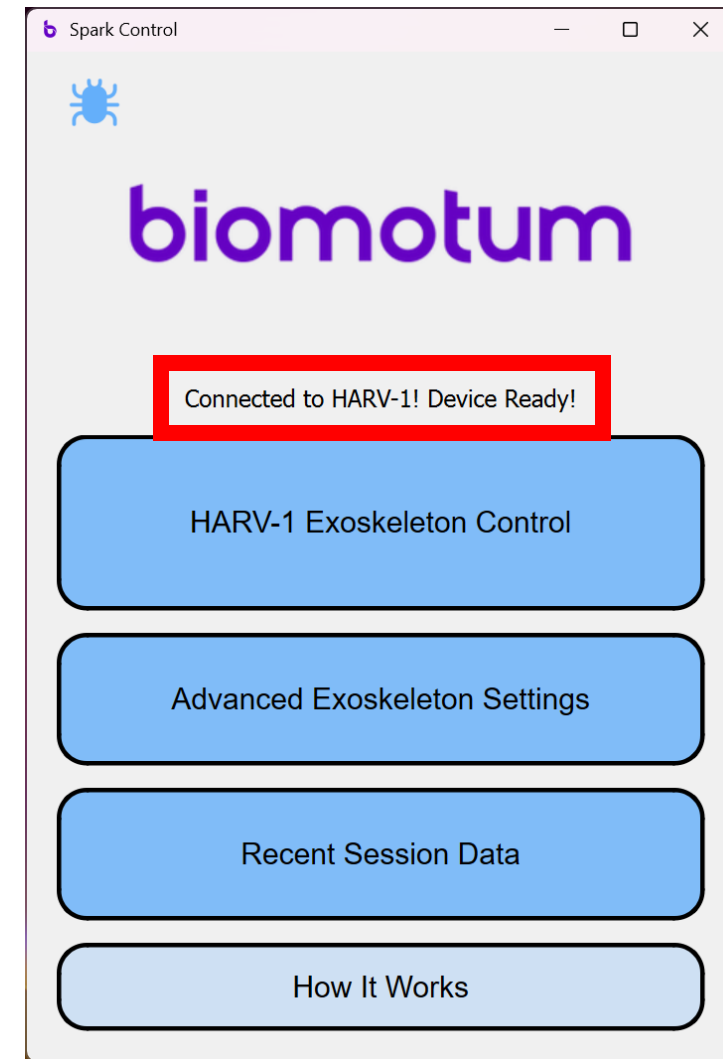 Spark Control
biomotum
Connected to HARV-1! Device Ready!
HARV-1 Exoskeleton Control
Advanced Exoskeleton Settings
Recent Session Data
How It Works